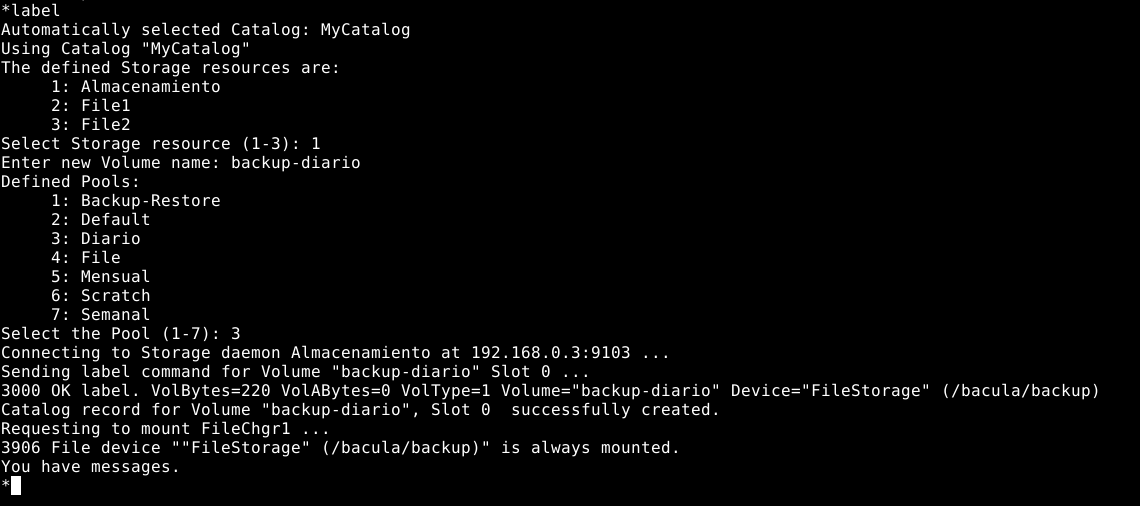 *label
Automatically selected Catalog: MyCatalog
Using Catalog "MyCatalog"
The defined Storage resources are:
     1: Almacenamiento
     2: File1
     3: File2
Select Storage resource (1-3): 1
Enter new Volume name: backup-diario
Defined Pools:
     1: Backup-Restore
     2: Default
     3: Diario
     4: File
     5: Mensual
     6: Scratch
     7: Semanal
Select the Pool (1-7): 3
Connecting to Storage daemon Almacenamiento at 192.168.0.3:9103 ...
Sending label command for Volume "backup-diario" Slot 0 ...
3000 OK label. VolBytes=220 VolABytes=0 VolType=1 Volume="backup-diario" Device="FileStorage" (/bacula/backup)
Catalog record for Volume "backup-diario", Slot 0  successfully created.
Requesting to mount FileChgr1 ...
3906 File device ""FileStorage" (/bacula/backup)" is always mounted.
You have messages.
*